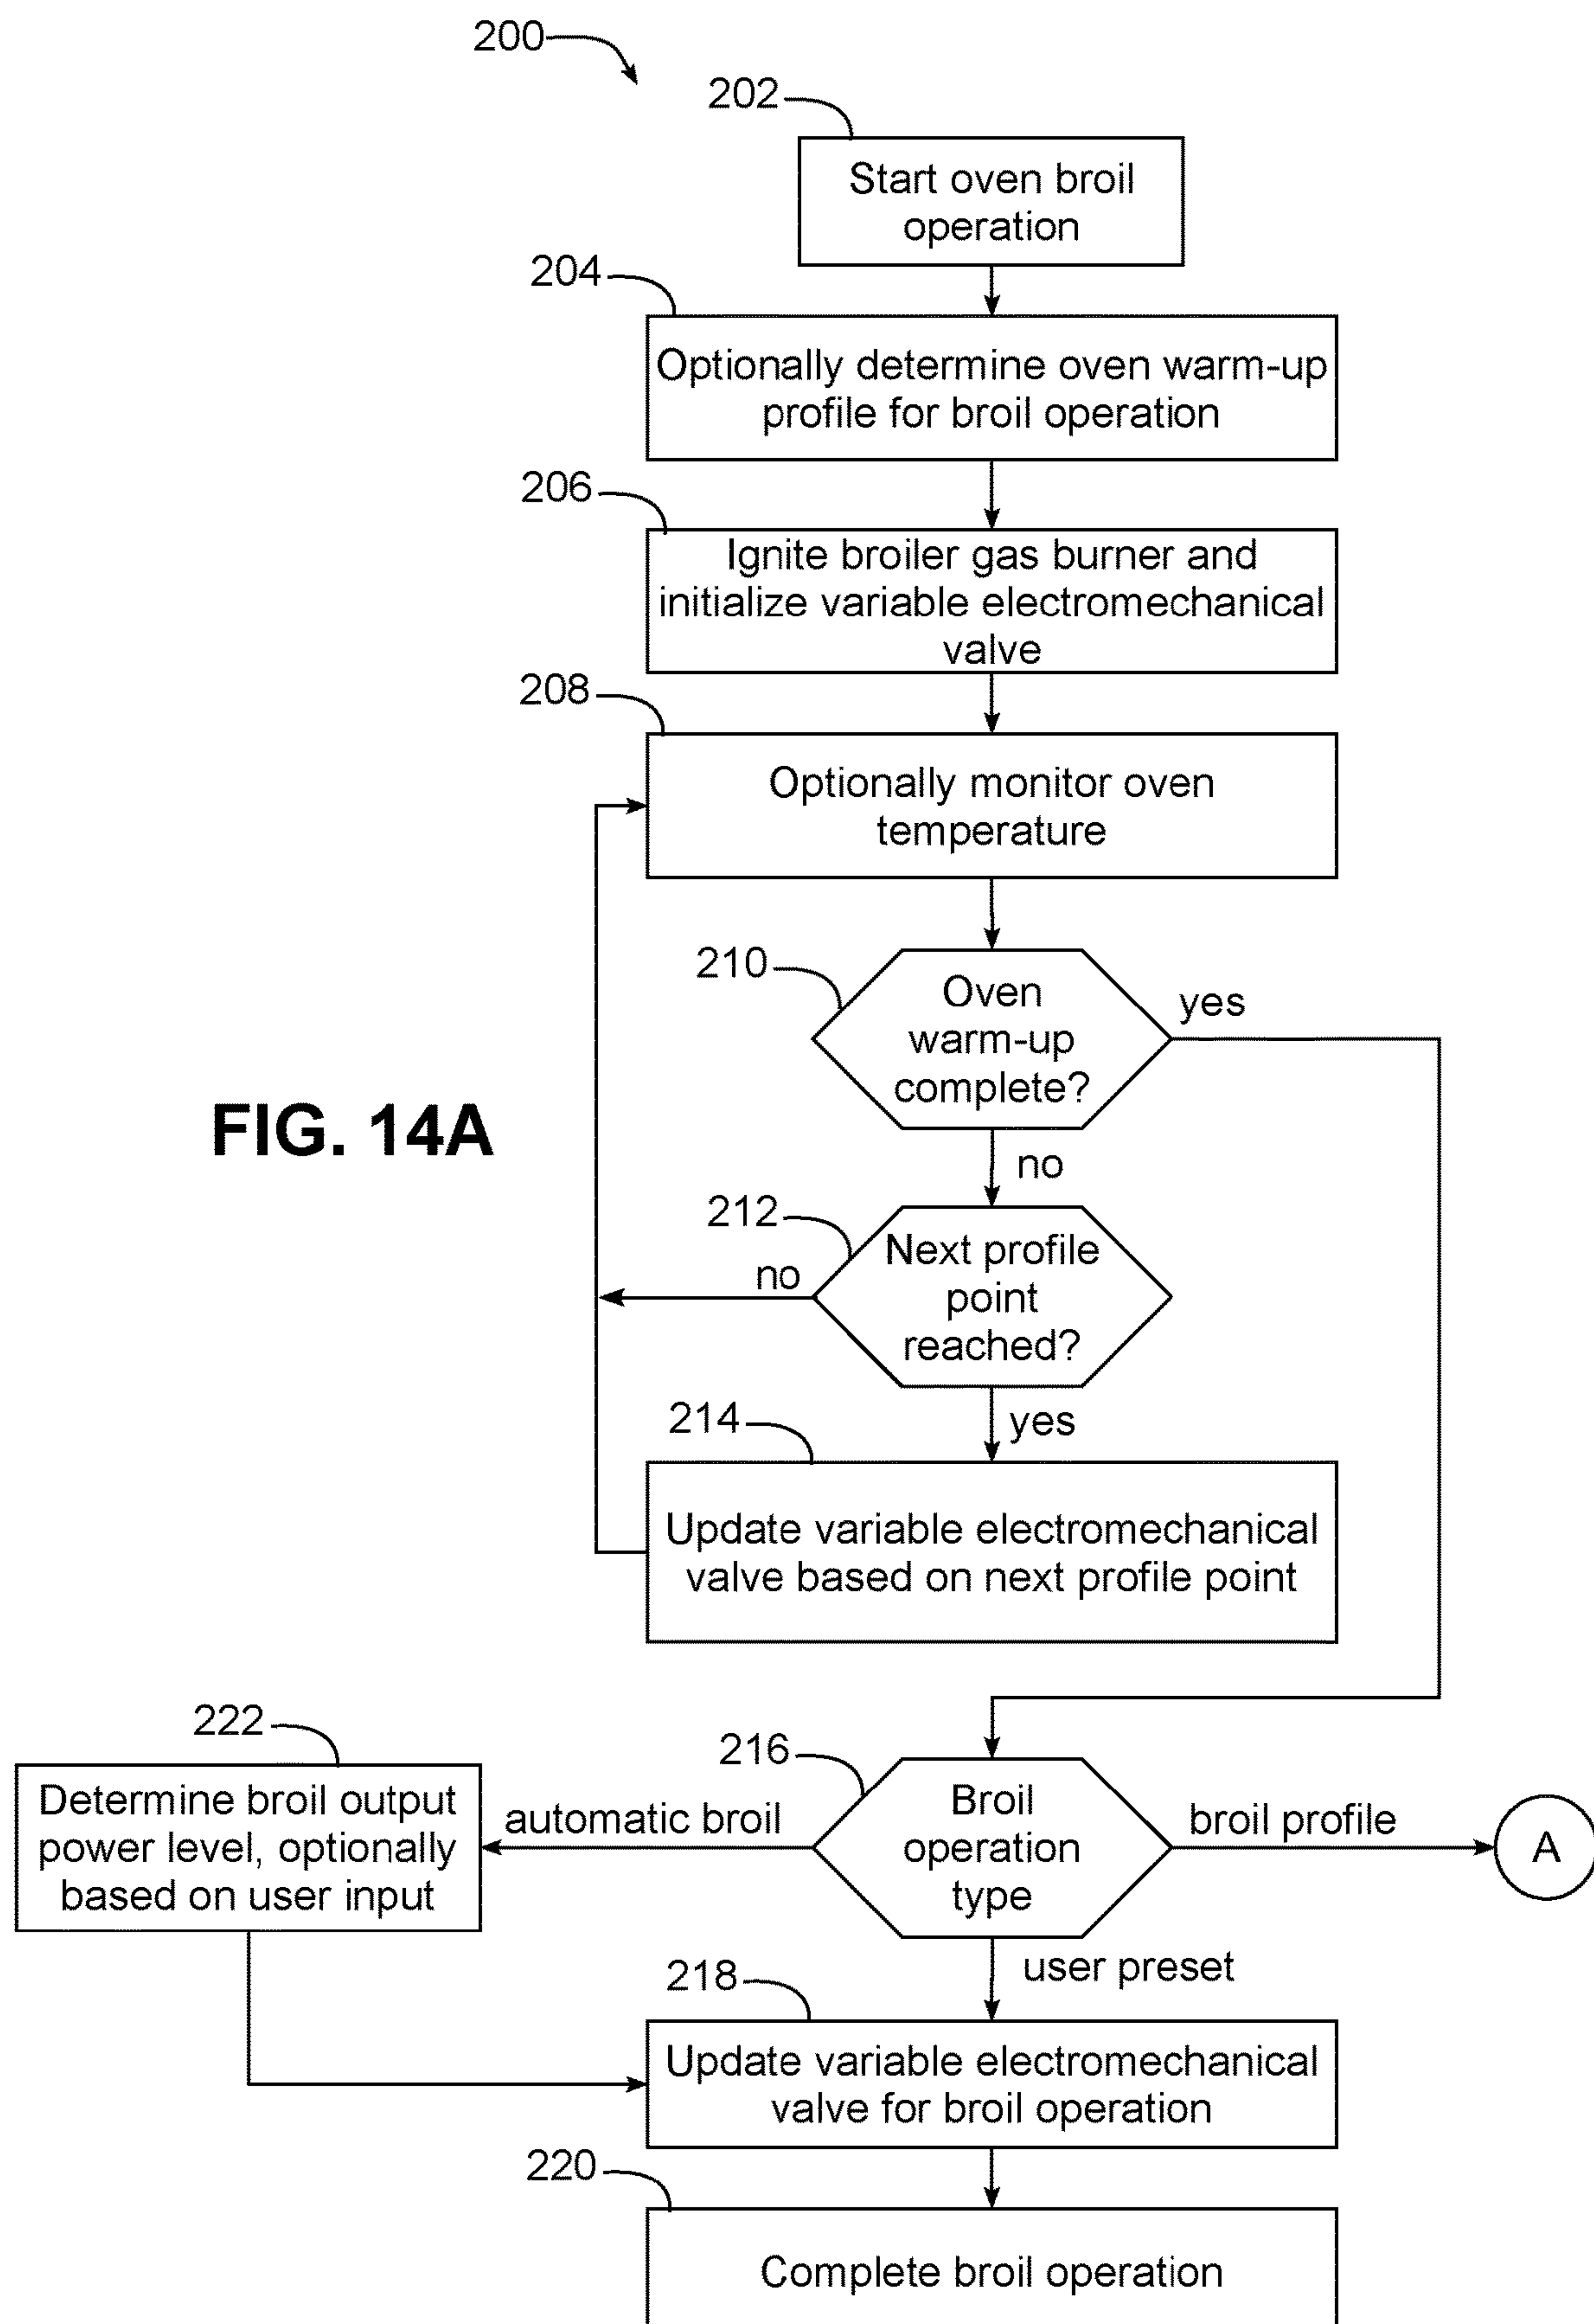 200
202
Start oven broil
operation
204
Optionally determine oven warm-up
profile for broil operation
206
Ignite broiler gas burner and
initialize variable electromechanical
valve
208
Optionally monitor oven
temperature
210
Oven
warm-up
complete?
yes
FIG. 14A
no
212
Next profile
point
reached?
no
yes
214
Update variable electromechanical
valve based on next profile point
222
Determine broil output
power level, optionally
based on user input
automatic broil
216
Broil
operation
type
broil profile
A
user preset
218
Update variable electromechanical
valve for broil operation
220
Complete broil operation